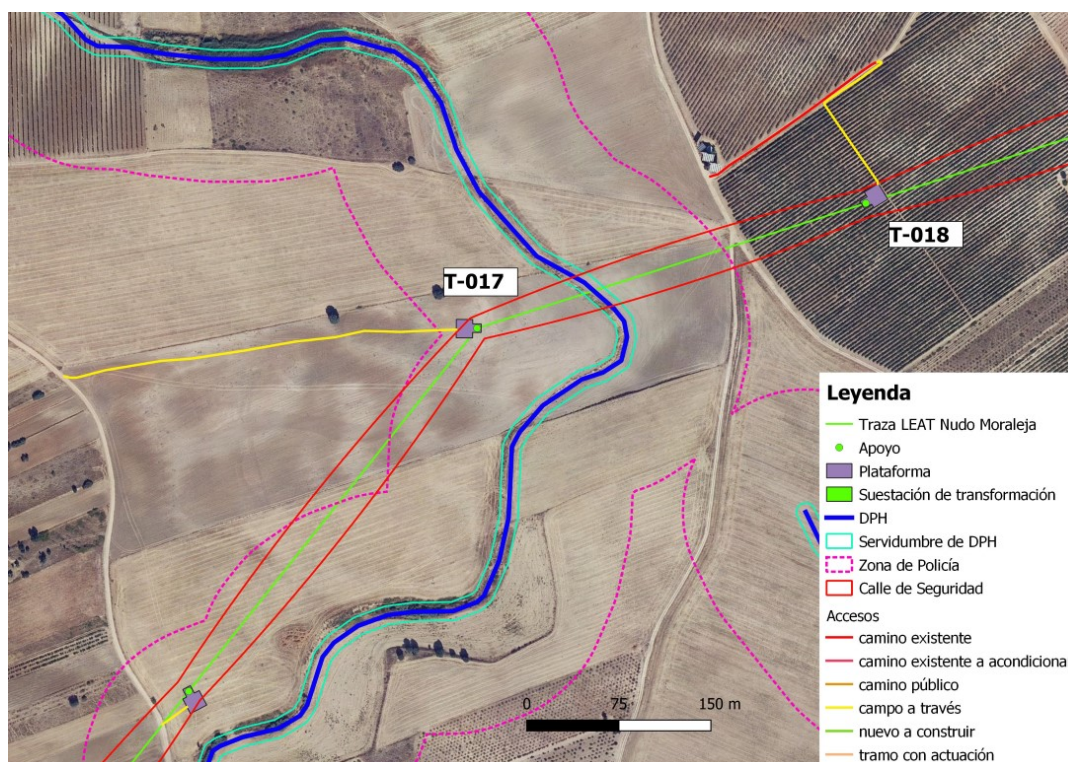 T-017
T-018
Leyenda
Traza LEAT Nudo Moraleja
Apoyo
Plataforma
Suestación de transformación
DPH
Servidumbre de DPH
Zona de Policía
Calle de Seguridad
Accesos
camino existente
camino existente a acondiciona
camino público
campo a través
nuevo a construir
tramo con actuación
0 75 150 m